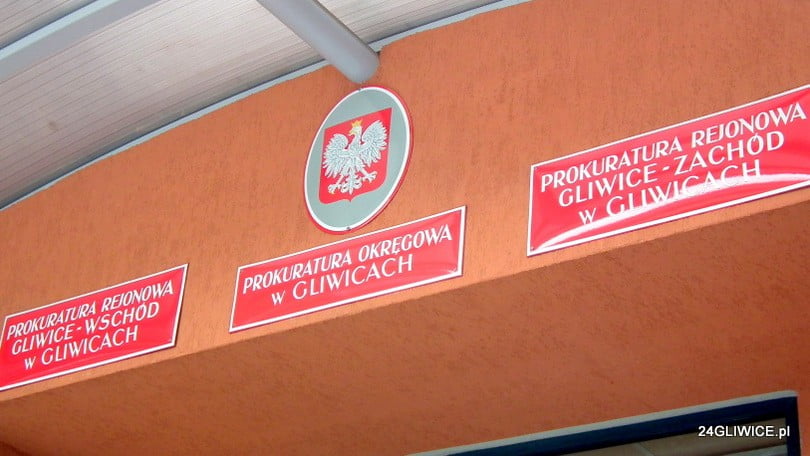 PROKURATURA REJONOWA
GLIWICE-WSCHÓD
W GLIWICACH
PROKURATURA OKRĘGOWA
W GLIWICACH
PROKURATURA REJONOWA
GLIWICE-ZACHÓD
W GLIWICACH
24GLIWICE.pl